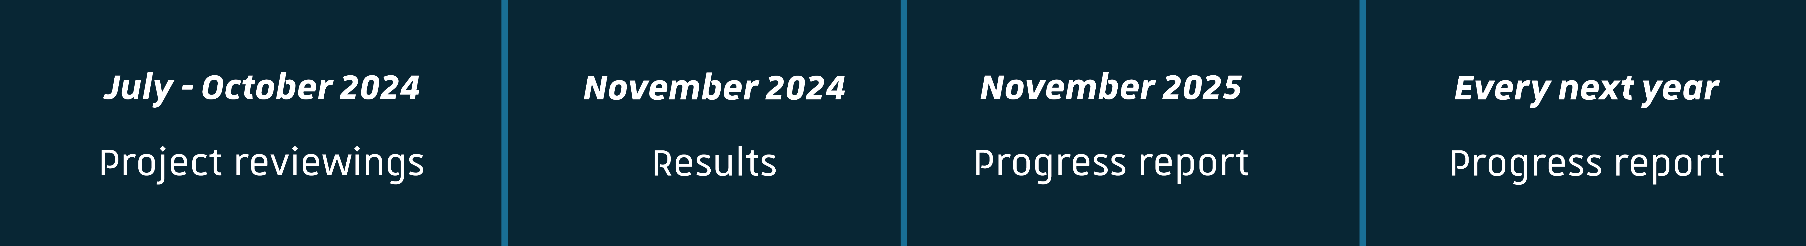 July - October 2024
Project reviewings
November 2024
Results
November 2025
Progress report
Every next year
Progress report